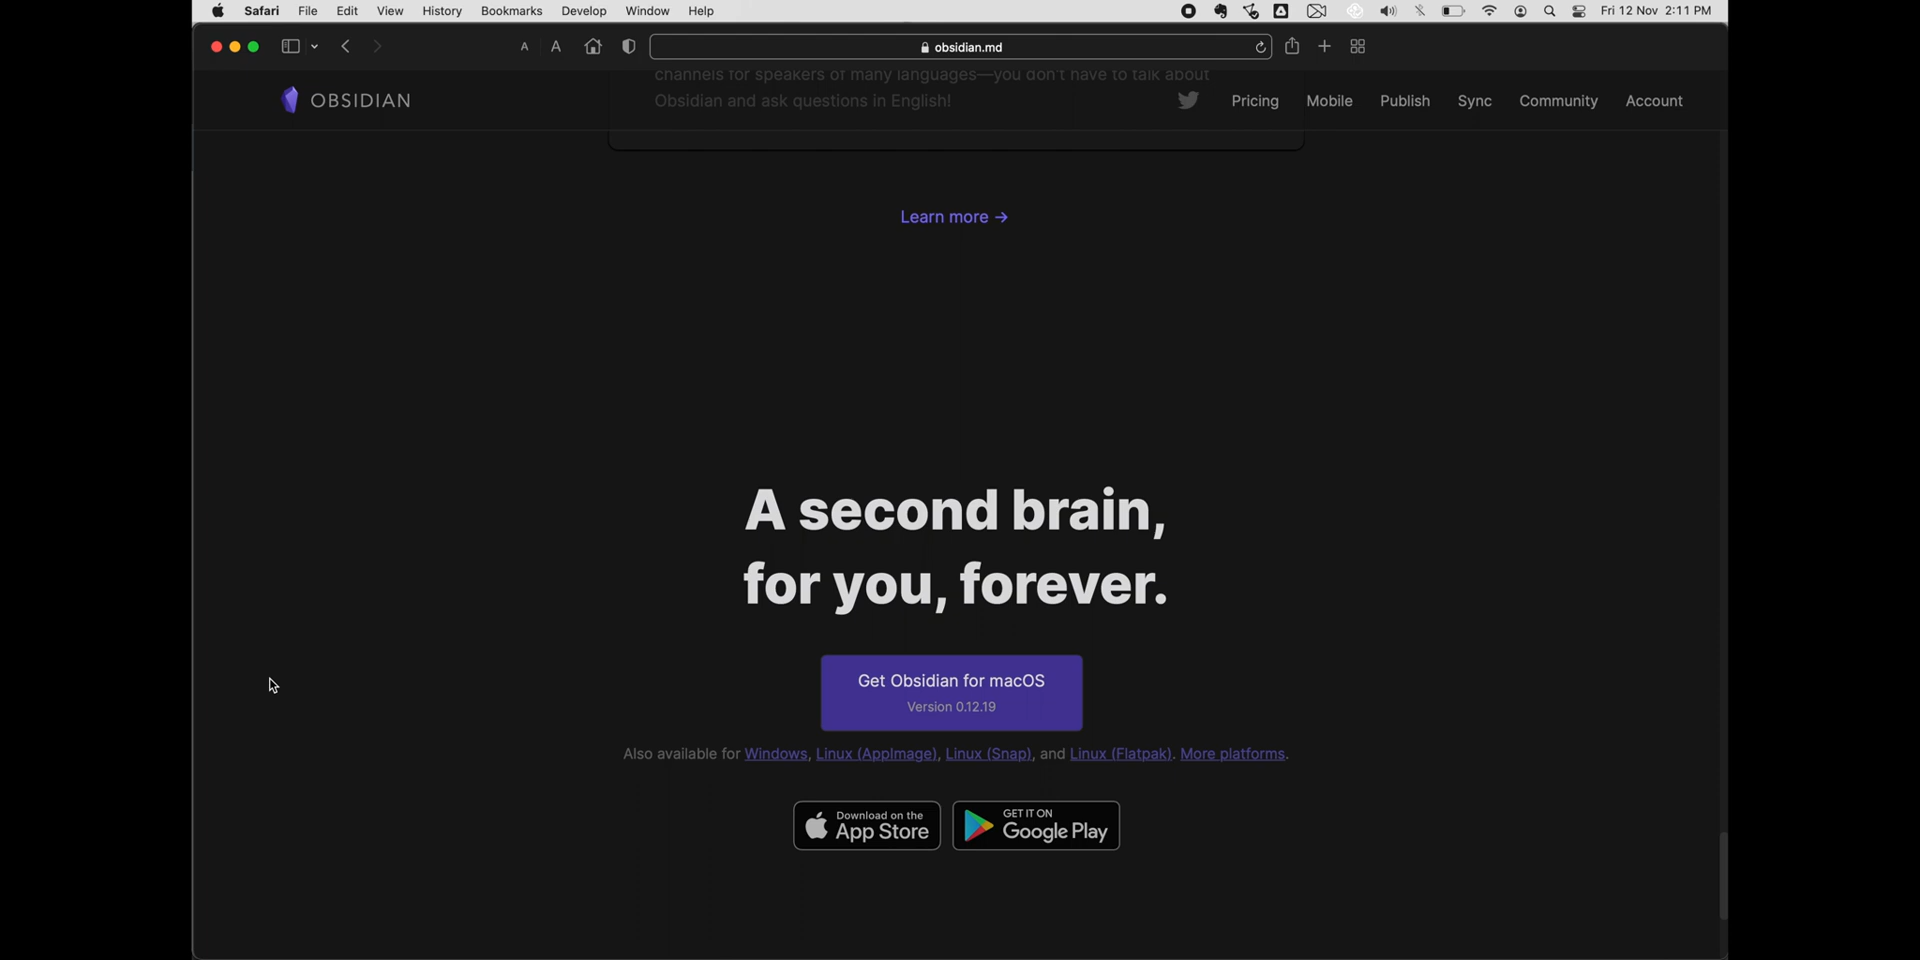 Safari File Edit View History Bookmarks Develop Window Help Fri 12 Nov 2:11 PM
A A obsidian.md
channels for speakers of many languages—you don't have to talk about
Obsidian and ask questions in English!
OBSIDIAN Pricing Mobile Publish Sync Community Account
Learn more →
A second brain,
for you, forever.
Get Obsidian for macOS
Version 0.12.19
Also available for Windows, Linux (AppImage), Linux (Snap), and Linux (Flatpak). More platforms.
Download on the
App Store
GET IT ON
Google Play